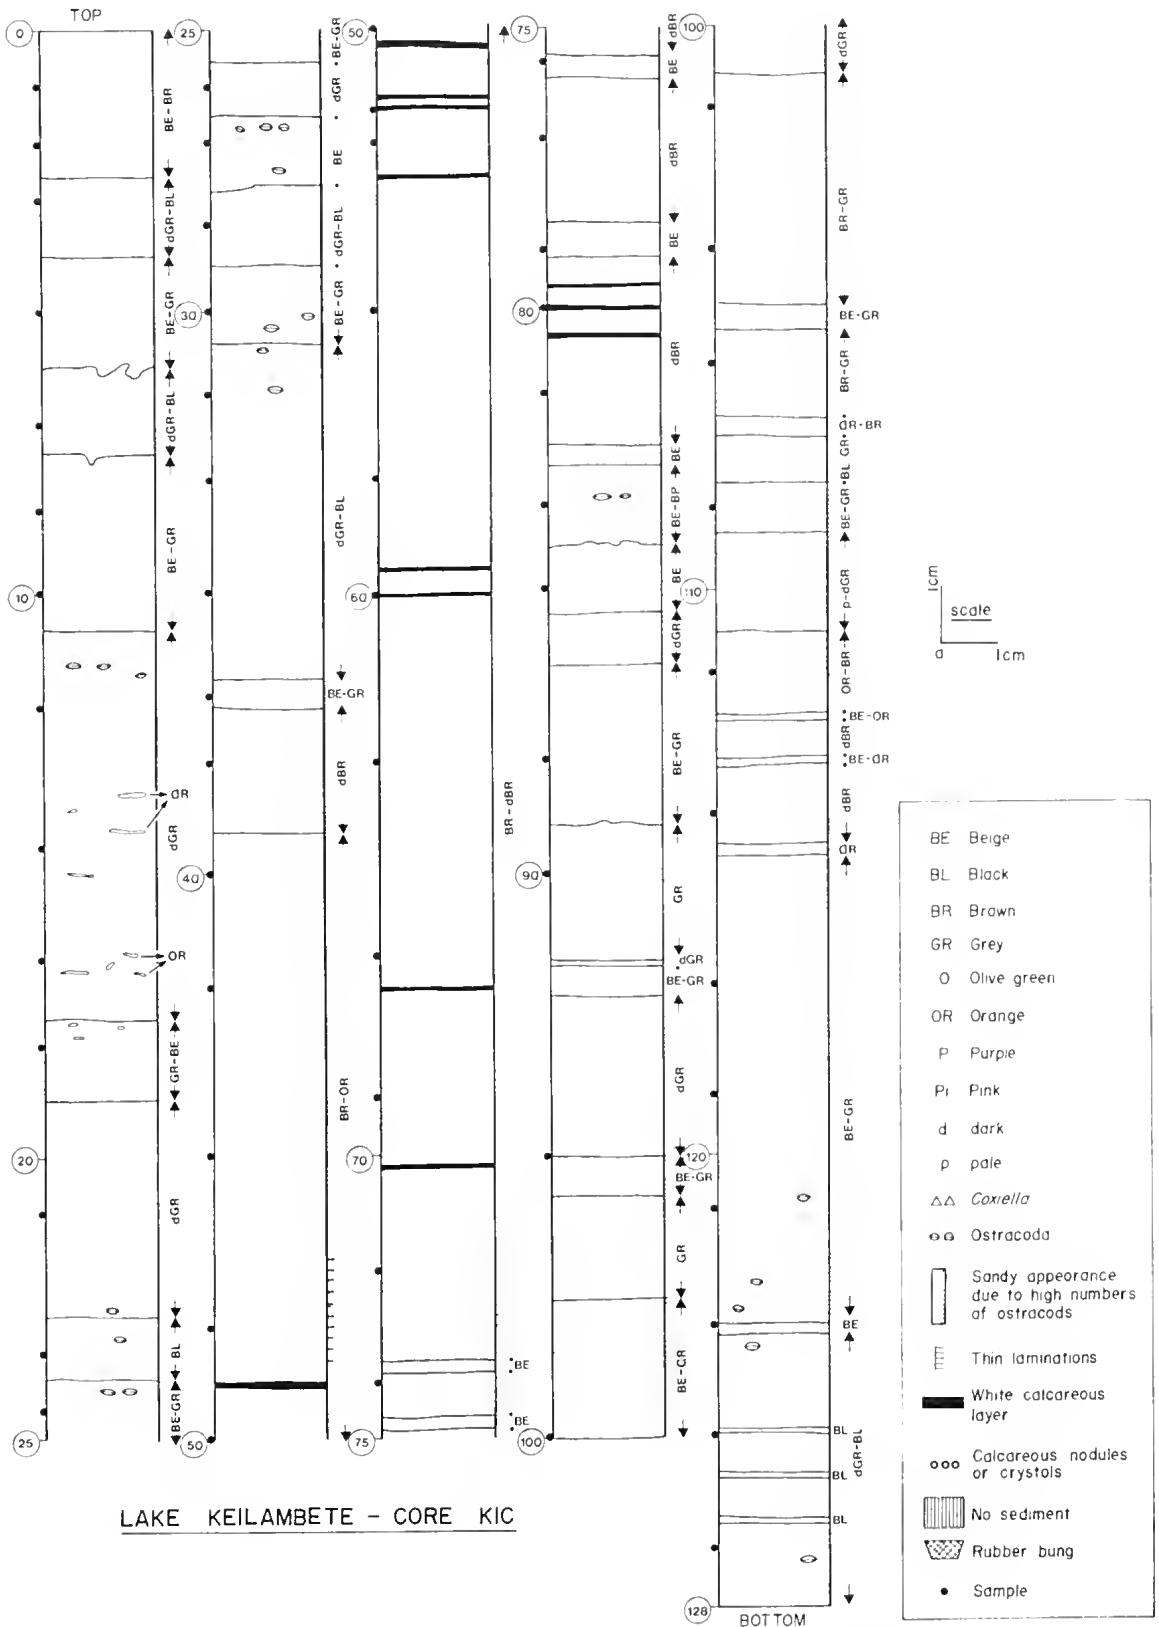 TOP
0
BE-BR
dGR-BL
BE-GR
dGR-BL
BE-GR
10
OR
dGR
OR
GR-BE
20
dGR
BL
BE-GR
25
25
BE-GR
dGR
BE
dGR-BL
30
BE-GR
dGR-BL
BE-GR
dBR
40
BR-OR
50
50
60
BR-dBR
70
BE
BE
75
75
dBR
BE
dBR
BE
80
dBR
BE
BE-BP
BE
dGR
BE-GR
90
GR
dGR
BE-GR
dGR
BE-GR
GR
BE-GR
100
100
dGR
BR-GR
BE-GR
BR-GR
OR-BR
GR
BL
BE-GR
110
p-dGR
OR-BR
BE-OR
dBR
BE-OR
dBR
OR
BE-GR
120
BE
BL
dGR-BL
BL
BL
128
BOTTOM
1cm
scale
0
1cm
BE Beige
BL Black
BR Brown
GR Grey
O Olive green
OR Orange
P Purple
Pi Pink
d dark
p pale
Coxiella
Ostracoda
Sandy appearance
due to high numbers
of ostracods
Thin laminations
White calcareous
layer
Calcareous nodules
or crystals
No sediment
Rubber bung
Sample
LAKE KEILAMBETE - CORE KIC